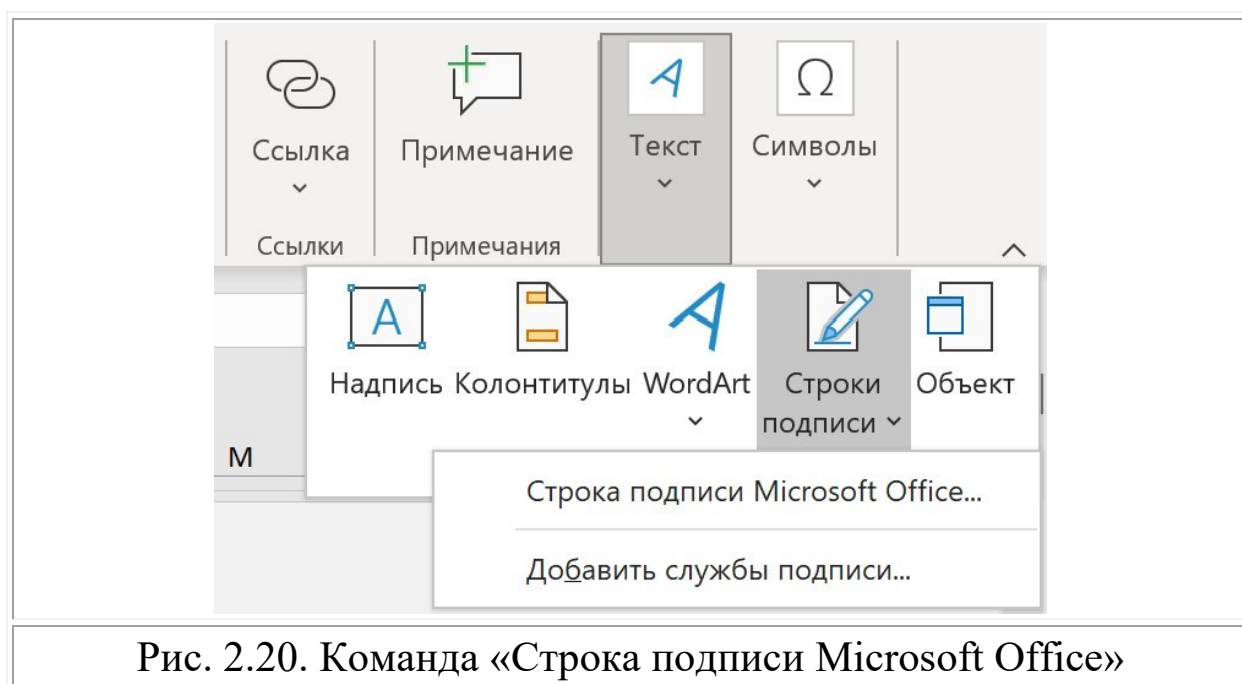 Ссылка Примечание Текст Символы
Ссылки Примечания
Надпись Колонтитулы WordArt Строки подписи Объект
M
Строка подписи Microsoft Office...
Добавить службы подписи...
Рис. 2.20. Команда «Строка подписи Microsoft Office»